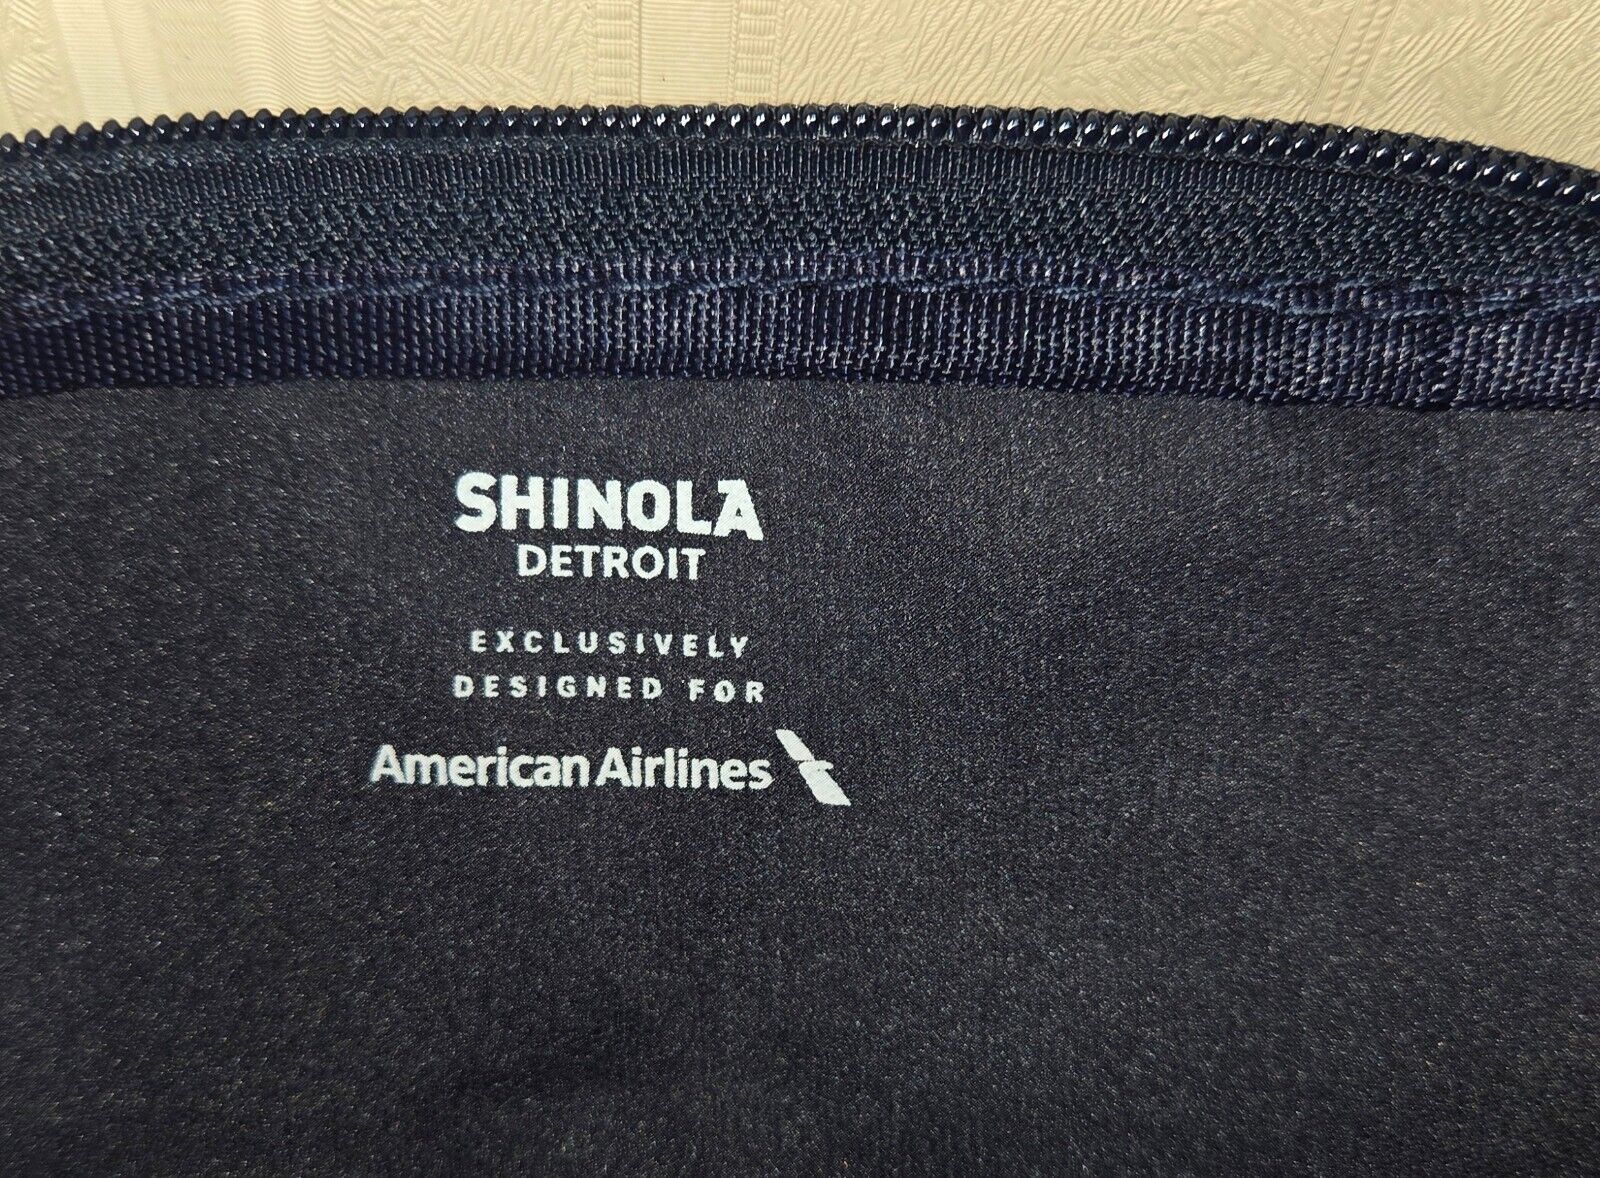 SHINOLA
DETROIT
EXCLUSIVELY
DESIGNED FOR
American Airlines